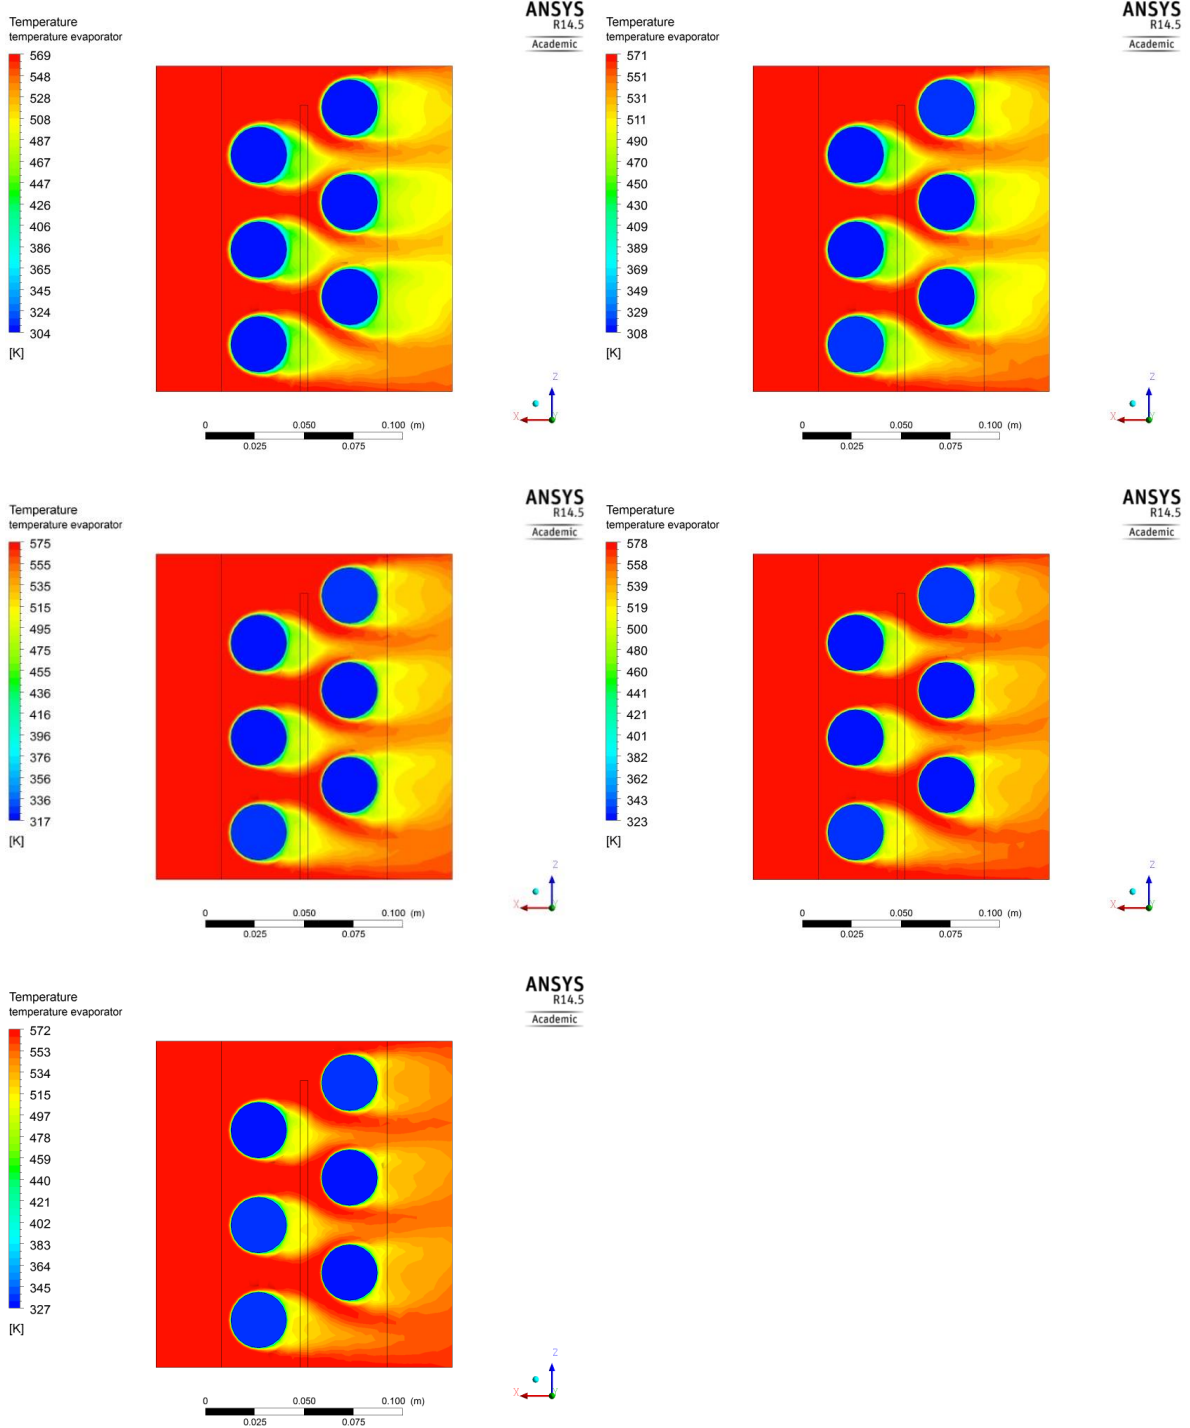 ANSYS
R14.5
Academic
Temperature
temperature evaporator
569
548
528
508
487
467
447
426
406
386
365
345
324
304
[K]
0 0.050 0.100 (m)
0.025 0.075
Z
X
Y
ANSYS
R14.5
Academic
Temperature
temperature evaporator
571
551
531
511
490
470
450
430
409
389
369
349
329
308
[K]
0 0.050 0.100 (m)
0.025 0.075
Z
X
Y
ANSYS
R14.5
Academic
Temperature
temperature evaporator
575
555
535
515
495
475
455
436
416
396
376
356
336
317
[K]
0 0.050 0.100 (m)
0.025 0.075
Z
X
Y
ANSYS
R14.5
Academic
Temperature
temperature evaporator
578
558
539
519
500
480
460
441
421
401
382
362
343
323
[K]
0 0.050 0.100 (m)
0.025 0.075
Z
X
Y
ANSYS
R14.5
Academic
Temperature
temperature evaporator
572
553
534
515
497
478
459
440
421
402
383
364
345
327
[K]
0 0.050 0.100 (m)
0.025 0.075
Z
X
Y